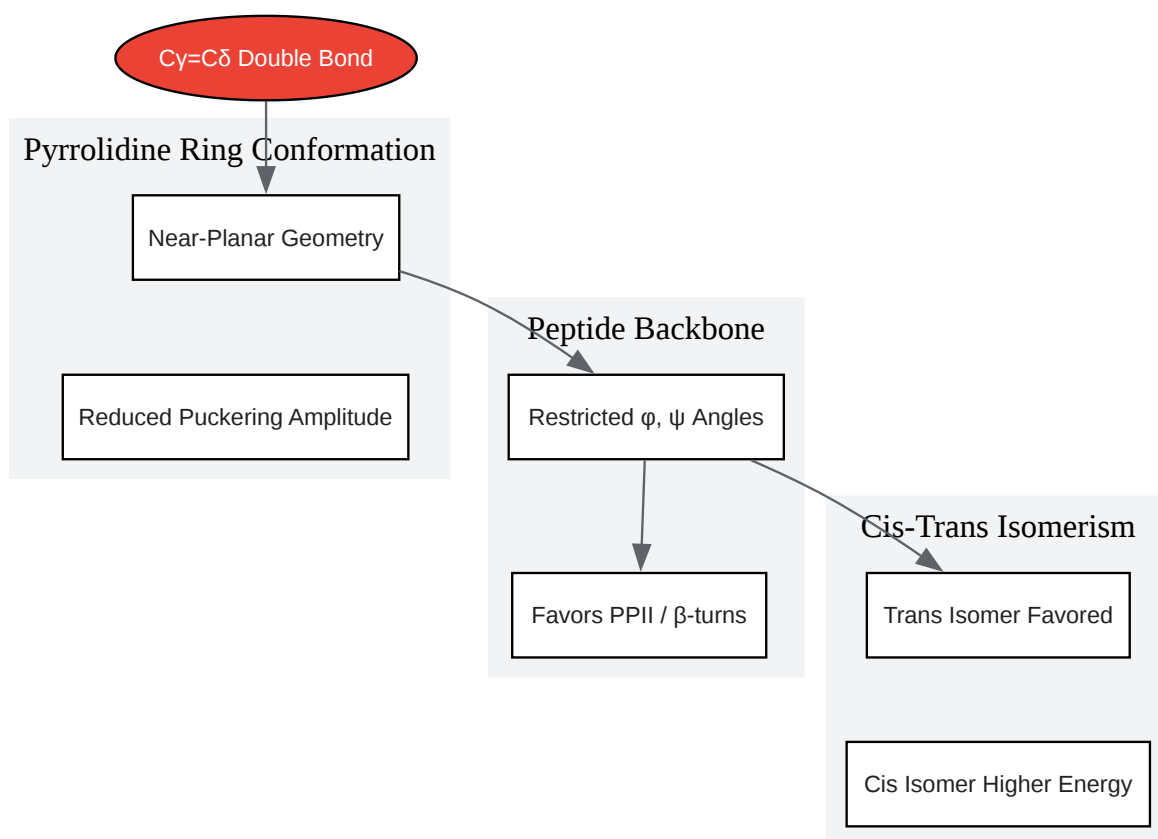 Cγ=Cδ Double Bond
Pyrrolidine Ring Conformation
Near-Planar Geometry
Reduced Puckering Amplitude
Peptide Backbone
Restricted φ, ψ Angles
Favors PPII / β-turns
Cis-Trans Isomerism
Trans Isomer Favored
Cis Isomer Higher Energy